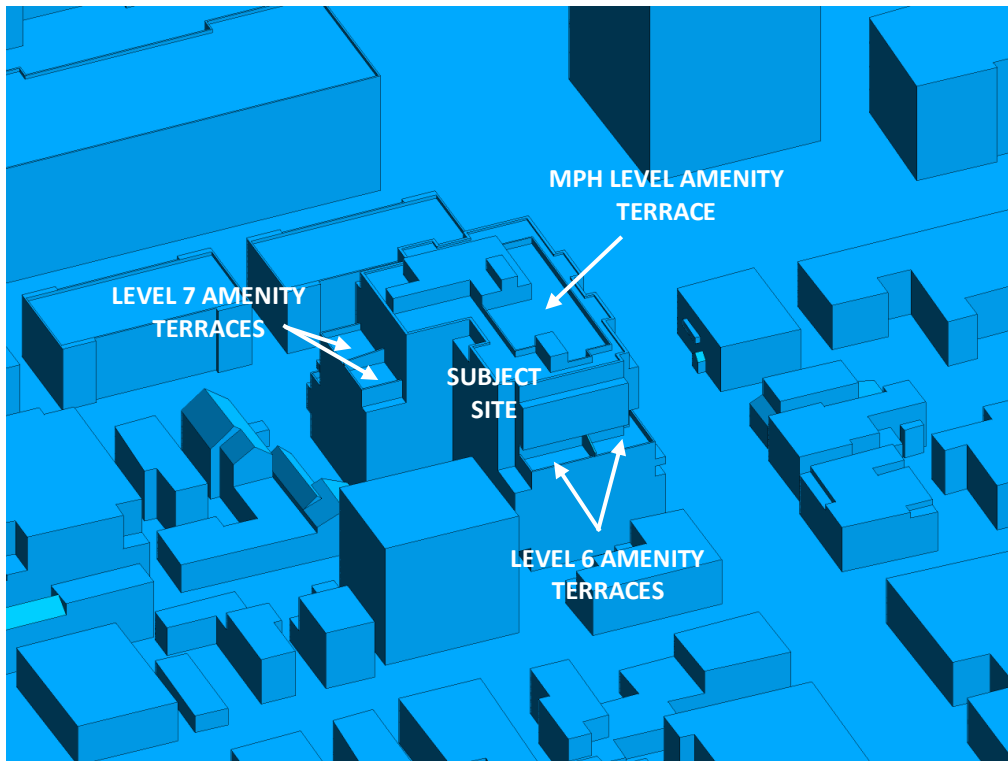 MPH LEVEL AMENITY
TERRACE
LEVEL 7 AMENITY
TERRACES
SUBJECT
SITE
LEVEL 6 AMENITY
TERRACES